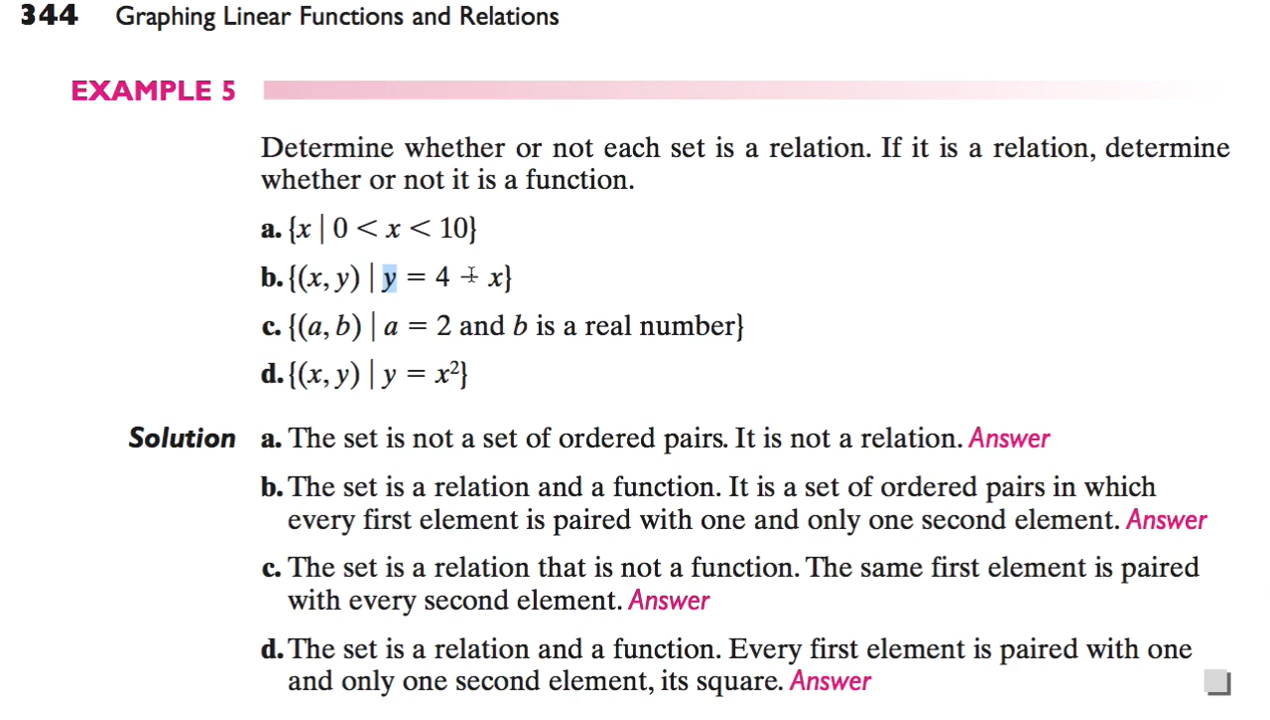 344 Graphing Linear Functions and Relations
EXAMPLE 5
Determine whether or not each set is a relation. If it is a relation, determine
whether or not it is a function.
a. {x | 0 < x < 10}
b. {(x, y) | y = 4 − x}
c. {(a, b) | a = 2 and b is a real number}
d. {(x, y) | y = x²}
Solution a. The set is not a set of ordered pairs. It is not a relation. Answer
b. The set is a relation and a function. It is a set of ordered pairs in which
every first element is paired with one and only one second element. Answer
c. The set is a relation that is not a function. The same first element is paired
with every second element. Answer
d. The set is a relation and a function. Every first element is paired with one
and only one second element, its square. Answer